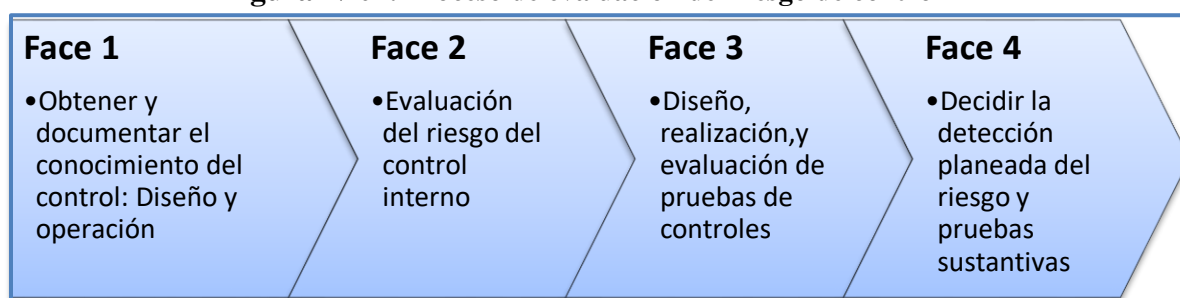 Face 1
•Obtener y
documentar el
conocimiento del
control: Diseño y
operación
Face 2
•Evaluación
del riesgo del
control
interno
Face 3
•Diseño,
realización,y
evaluación de
pruebas de
controles
Face 4
•Decidir la
detección
planeada del
riesgo y
pruebas
sustantivas